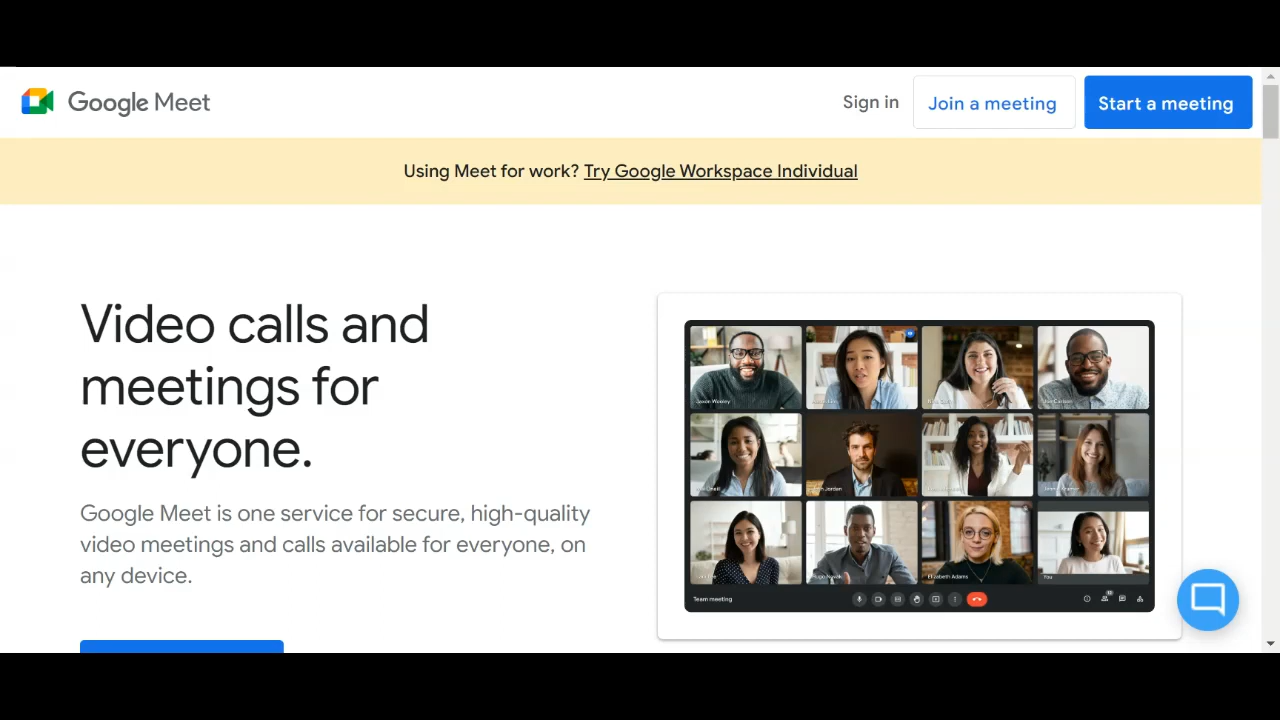 Google Meet
Sign in
Join a meeting
Start a meeting
Using Meet for work? Try Google Workspace Individual
Video calls and
meetings for
everyone.
Google Meet is one service for secure, high-quality
video meetings and calls available for everyone, on
any device.
Elizabeth Adams
You
Team meeting